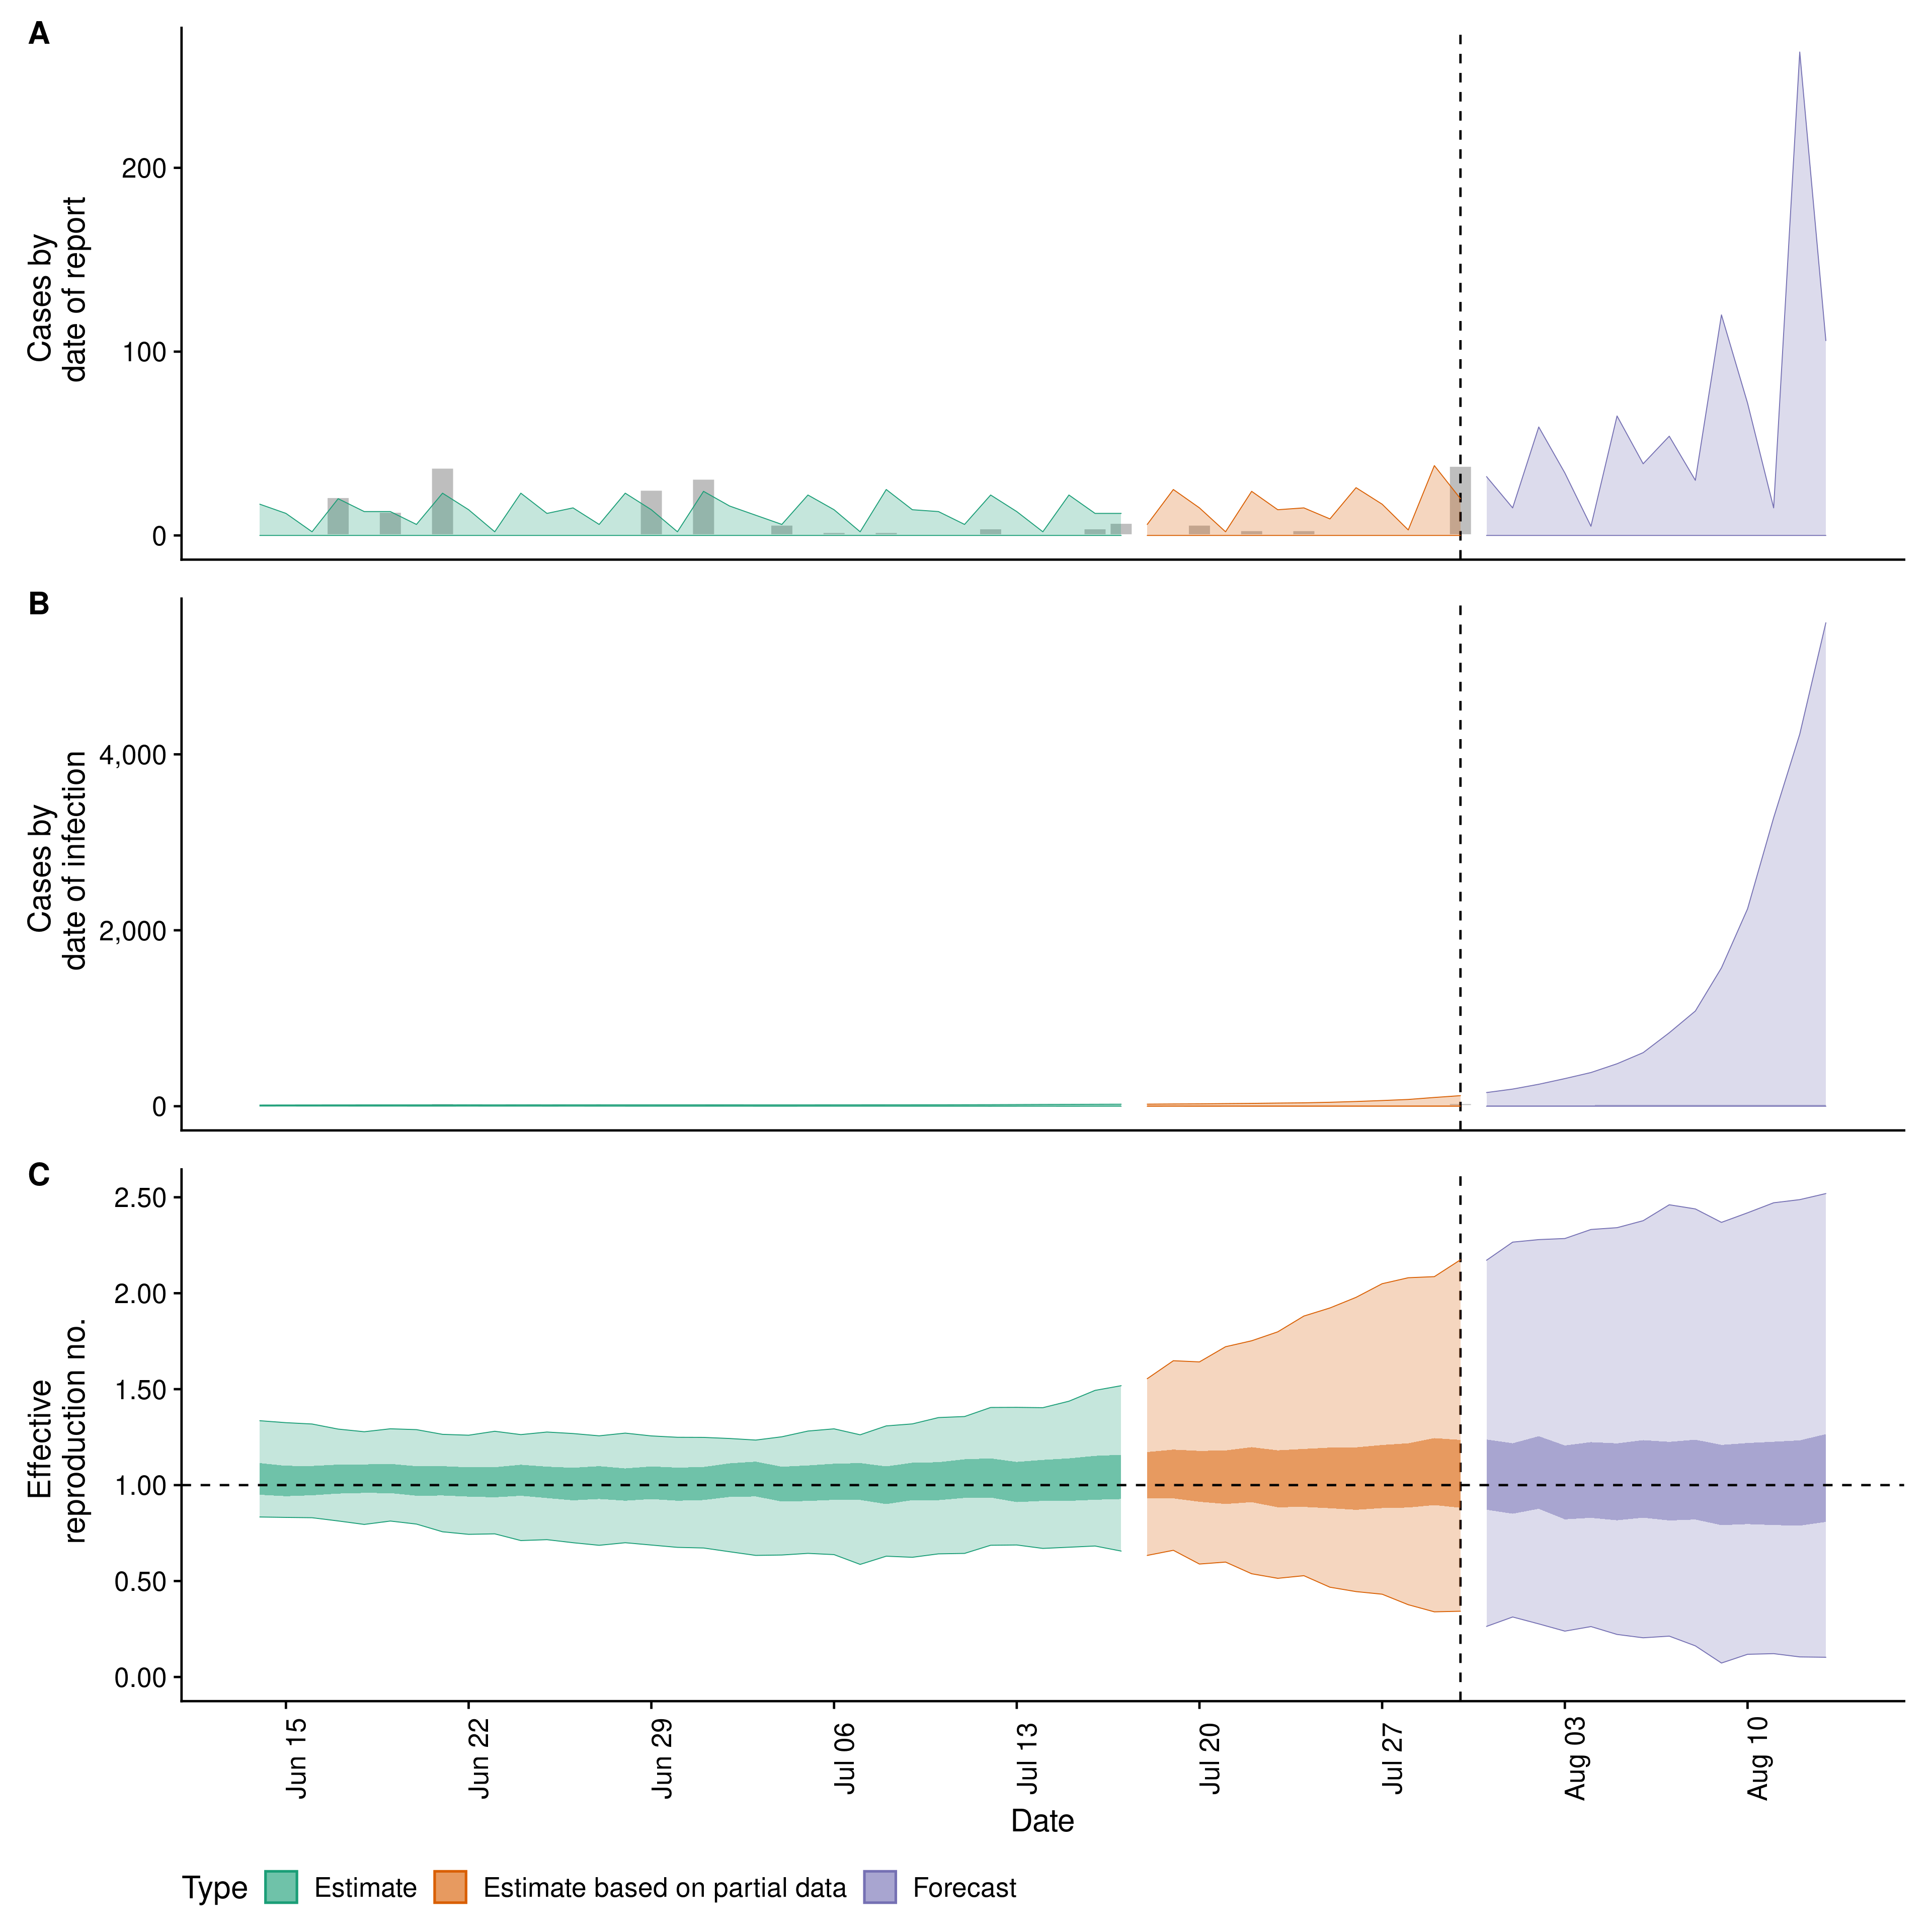 A
Cases by
date of report
200
100
0
B
Cases by
date of infection
4,000
2,000
0
C
Effective
reproduction no.
2.50
2.00
1.50
1.00
0.50
0.00
Jun 15
Jun 22
Jun 29
Jul 06
Jul 13
Jul 20
Jul 27
Aug 03
Aug 10
Date
Type Estimate Estimate based on partial data Forecast